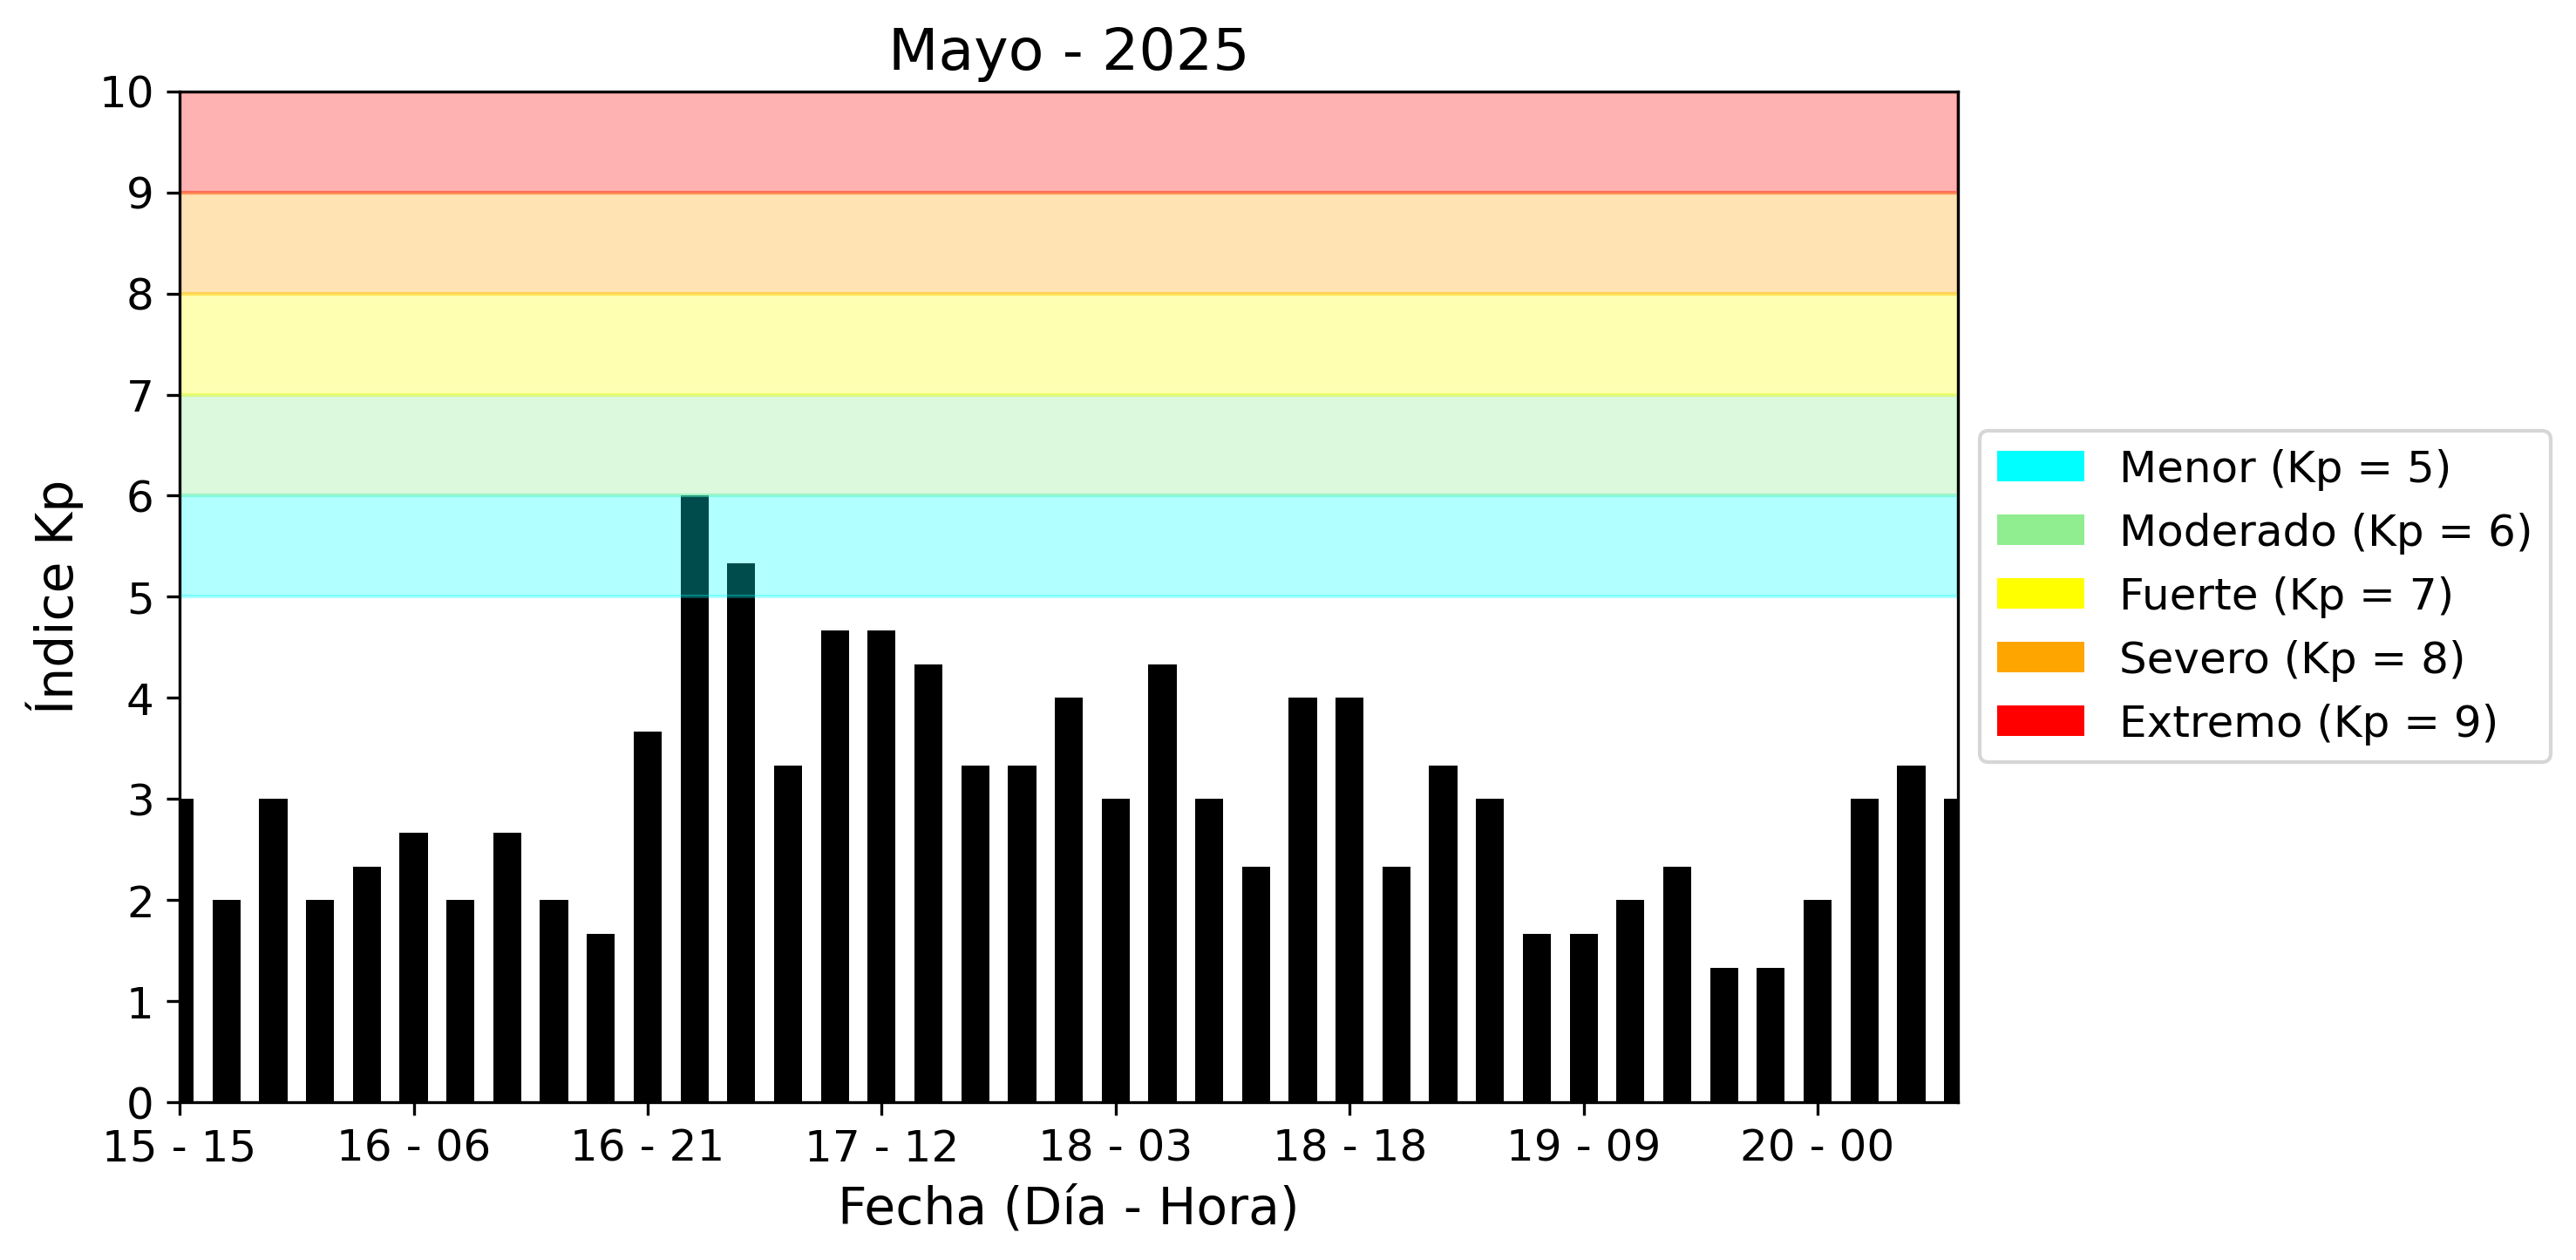 Mayo - 2025
10
9
8
7
6
5
4
3
2
1
0
Índice Kp
15 - 15
16 - 06
16 - 21
17 - 12
18 - 03
18 - 18
19 - 09
20 - 00
Fecha (Día - Hora)
Menor (Kp = 5)
Moderado (Kp = 6)
Fuerte (Kp = 7)
Severo (Kp = 8)
Extremo (Kp = 9)